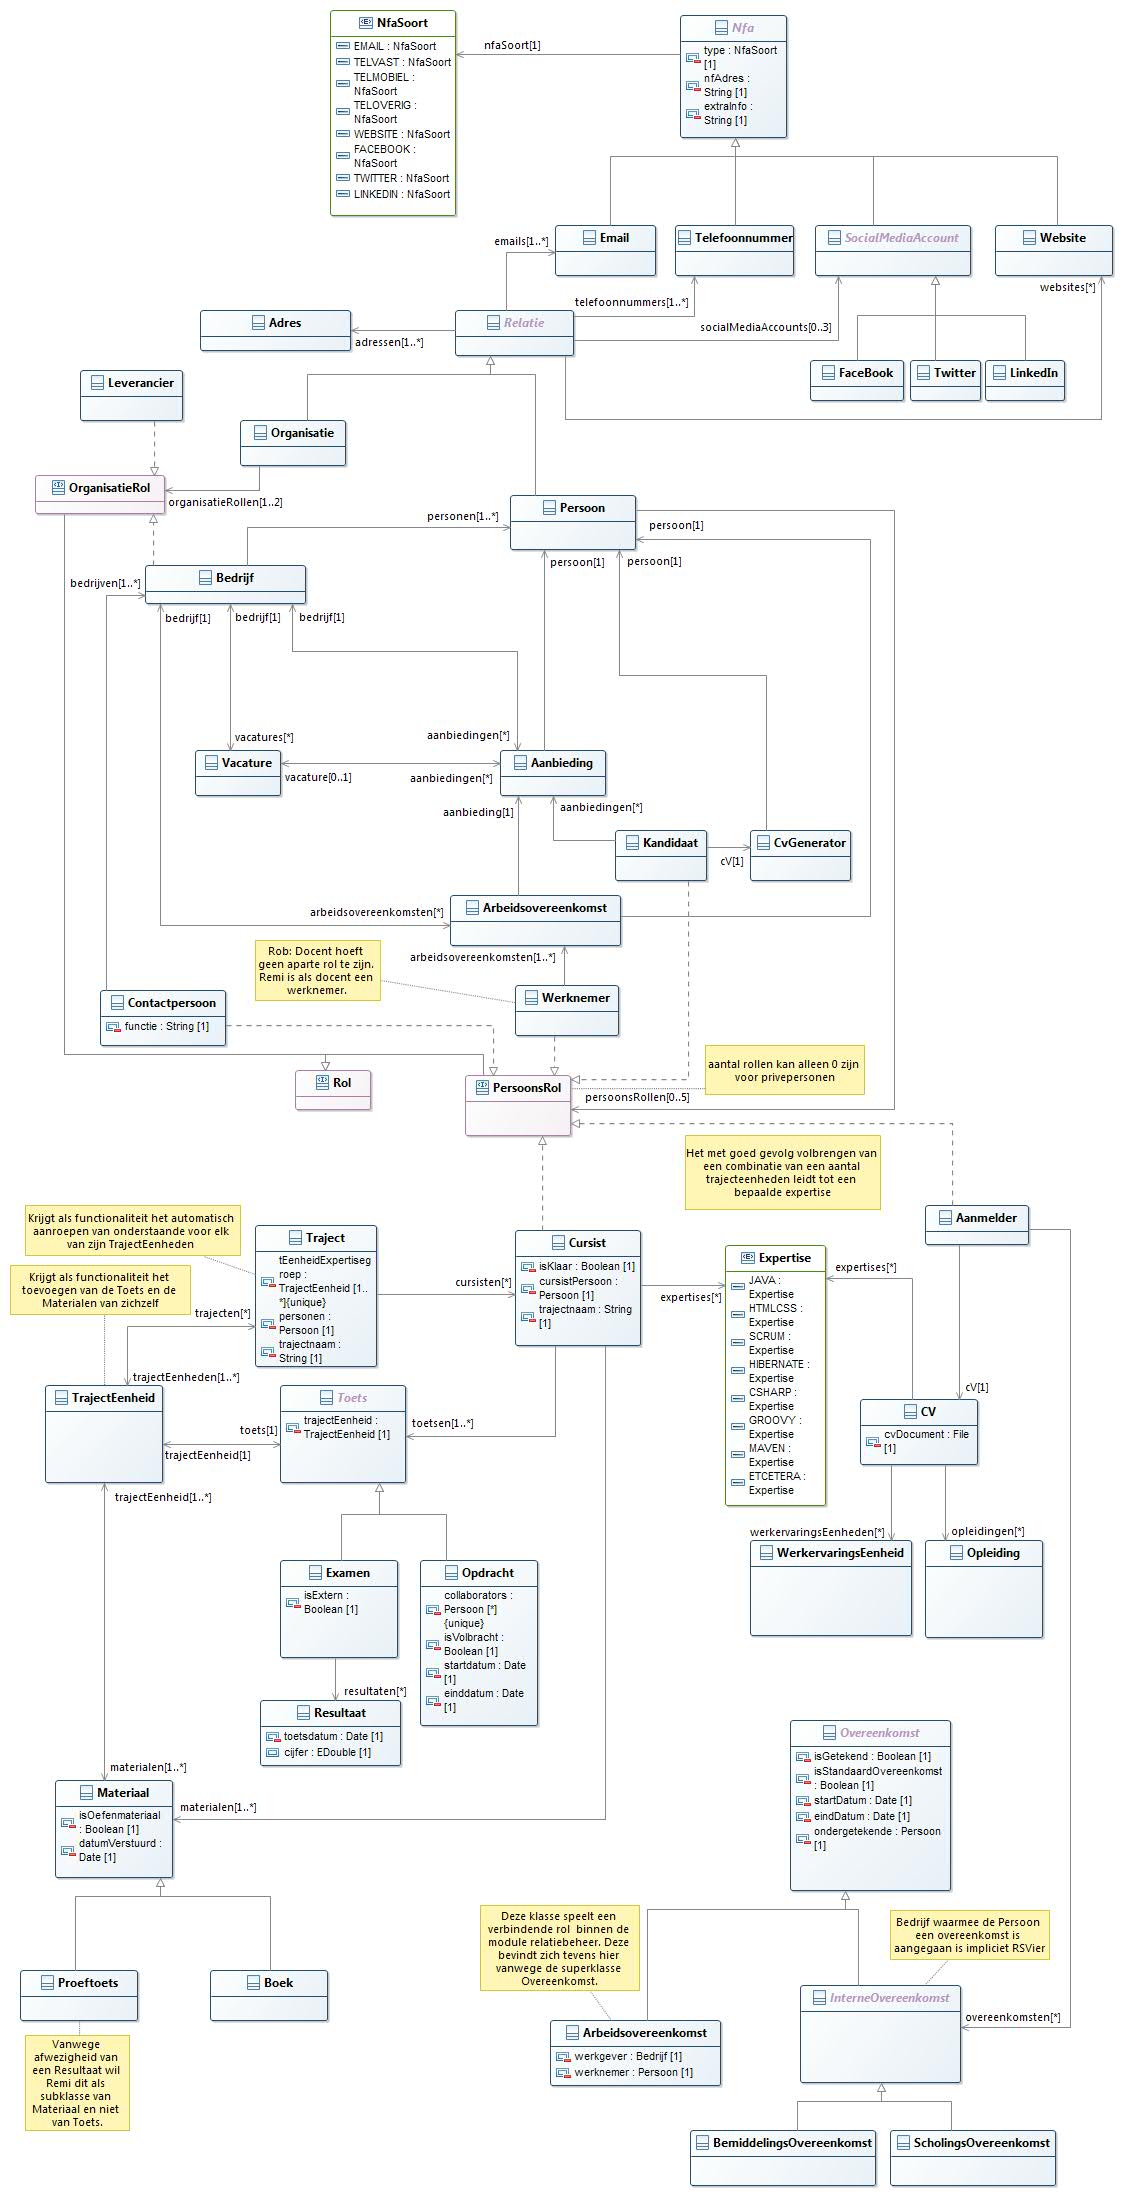 NfaSoort
EMAIL : NfaSoort
TELVAST : NfaSoort
TELMOBIEL :
NfaSoort
TELOVERIG :
NfaSoort
WEBSITE : NfaSoort
FACEBOOK :
NfaSoort
TWITTER : NfaSoort
LINKEDIN : NfaSoort
nfaSoort[1]
Nfa
type : NfaSoort
[1]
nfAdres :
String [1]
extraInfo :
String [1]
emails[1..*]
Email
Telefoonnummer
SocialMediaAccount
Website
websites[*]
telefoonnummers[1..*]
socialMediaAccounts[0..3]
Adres
adressen[1..*]
Relatie
FaceBook
Twitter
LinkedIn
Leverancier
Organisatie
OrganisatieRol
organisatieRollen[1..2]
personen[1..*]
Persoon
persoon[1]
persoon[1]
persoon[1]
bedrijven[1..*]
Bedrijf
bedrijf[1]
bedrijf[1]
bedrijf[1]
vacatures[*]
aanbiedingen[*]
Vacature
vacature[0..1]
aanbiedingen[*]
Aanbieding
aanbieding[1]
aanbiedingen[*]
Kandidaat
cV[1]
CvGenerator
arbeidsovereenkomsten[*]
Arbeidsovereenkomst
arbeidsovereenkomsten[1..*]
Rob: Docent hoeft
geen aparte rol te zijn.
Remi is als docent een
werknemer.
Contactpersoon
functie : String [1]
Werknemer
Rol
PersoonsRol
persoonsRollen[0..5]
aantal rollen kan alleen 0 zijn
voor privepersonen
Het met goed gevolg volbrengen van
een combinatie van een aantal
trajecteenheden leidt tot een
bepaalde expertise
Aanmelder
Krijgt als functionaliteit het automatisch
aanroepen van onderstaande voor elk
van zijn TrajectEenheden
Krijgt als functionaliteit het
toevoegen van de Toets en de
Materialen van zichzelf
Traject
tEenheidExpertiseg
roep :
TrajectEenheid [1..
*]{unique}
personen :
Persoon [1]
trajectnaam :
String [1]
cursisten[*]
Cursist
isKlaar : Boolean [1]
cursistPersoon :
Persoon [1]
trajectnaam : String
[1]
expertises[*]
Expertise
JAVA :
Expertise
HTMLCSS :
Expertise
SCRUM :
Expertise
HIBERNATE :
Expertise
CSHARP :
Expertise
GROOVY :
Expertise
MAVEN :
Expertise
ETCETERA :
Expertise
expertises[*]
cV[1]
CV
cvDocument : File
[1]
trajecten[*]
trajectEenheden[1..*]
TrajectEenheid
toets[1]
trajectEenheid[1]
trajectEenheid[1..*]
Toets
trajectEenheid :
TrajectEenheid [1]
toetsen[1..*]
werkervaringsEenheden[*]
opleidingen[*]
WerkervaringsEenheid
Opleiding
Examen
isExtern :
Boolean [1]
Opdracht
collaborators :
Persoon [*]
{unique}
isVolbracht :
Boolean [1]
startdatum : Date
[1]
einddatum : Date
[1]
resultaten[*]
Resultaat
toetsdatum : Date [1]
cijfer : EDouble [1]
materialen[1..*]
Materiaal
isOefenmateriaal
: Boolean [1]
datumVerstuurd :
Date [1]
materialen[1..*]
Overeenkomst
isGetekend : Boolean [1]
isStandaardOvereenkomst
: Boolean [1]
startDatum : Date [1]
eindDatum : Date [1]
ondergetekende : Persoon
[1]
Deze klasse speelt een
verbindende rol binnen de
module relatiebeheer. Deze
bevindt zich tevens hier
vanwege de superklasse
Overeenkomst.
Bedrijf waarmee de Persoon
een overeenkomst is
aangegaan is impliciet RSVier
Proeftoets
Boek
InterneOvereenkomst
overeenkomsten[*]
Vanwege
afwezigheid van
een Resultaat wil
Remi dit als
subklasse van
Materiaal en niet
van Toets.
Arbeidsovereenkomst
werkgever : Bedrijf [1]
werknemer : Persoon [1]
BemiddelingsOvereenkomst
ScholingsOvereenkomst